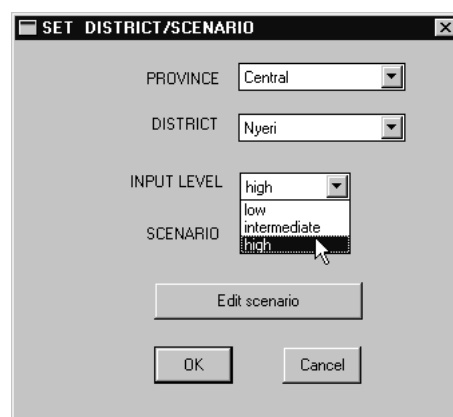 SET DISTRICT/SCENARIO
PROVINCE Central
DISTRICT Nyeri
INPUT LEVEL high
low
intermediate
SCENARIO
high
Edit scenario
OK Cancel